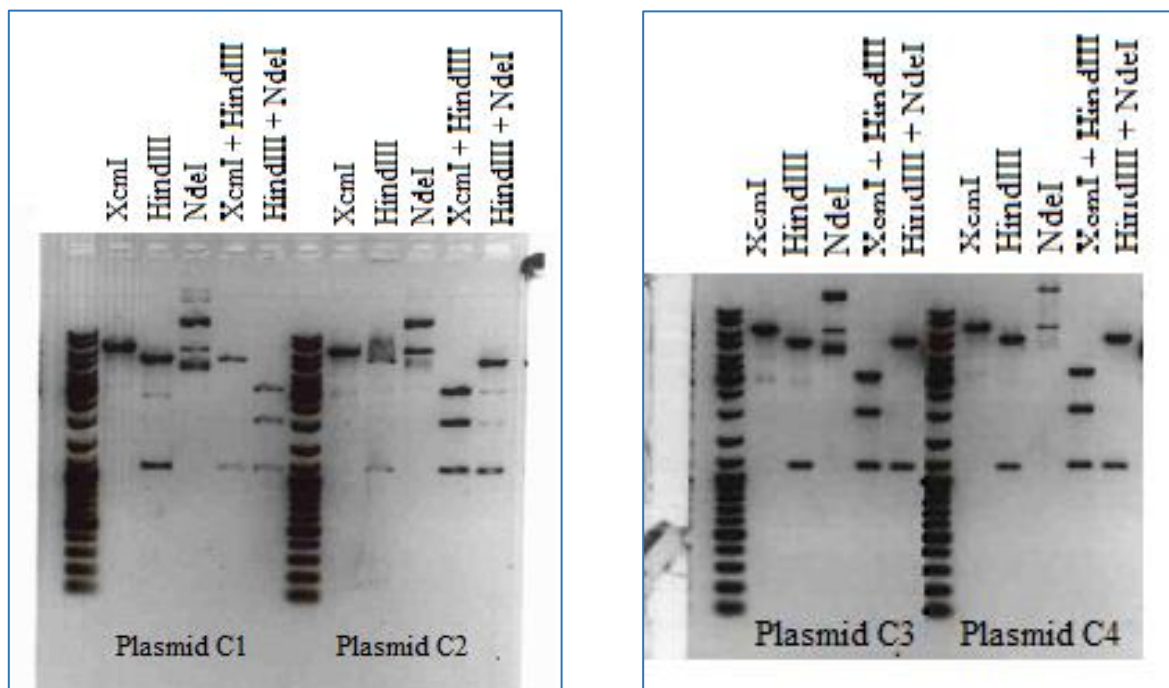 XcmI
HindIII
NdeI
XcmI + HindIII
HindIII + NdeI
XcmI
HindIII
NdeI
XcmI + HindIII
HindIII + NdeI
Plasmid C1
Plasmid C2
XcmI
HindIII
NdeI
XcmI + HindIII
HindIII + NdeI
XcmI
HindIII
NdeI
XcmI + HindIII
HindIII + NdeI
Plasmid C3
Plasmid C4